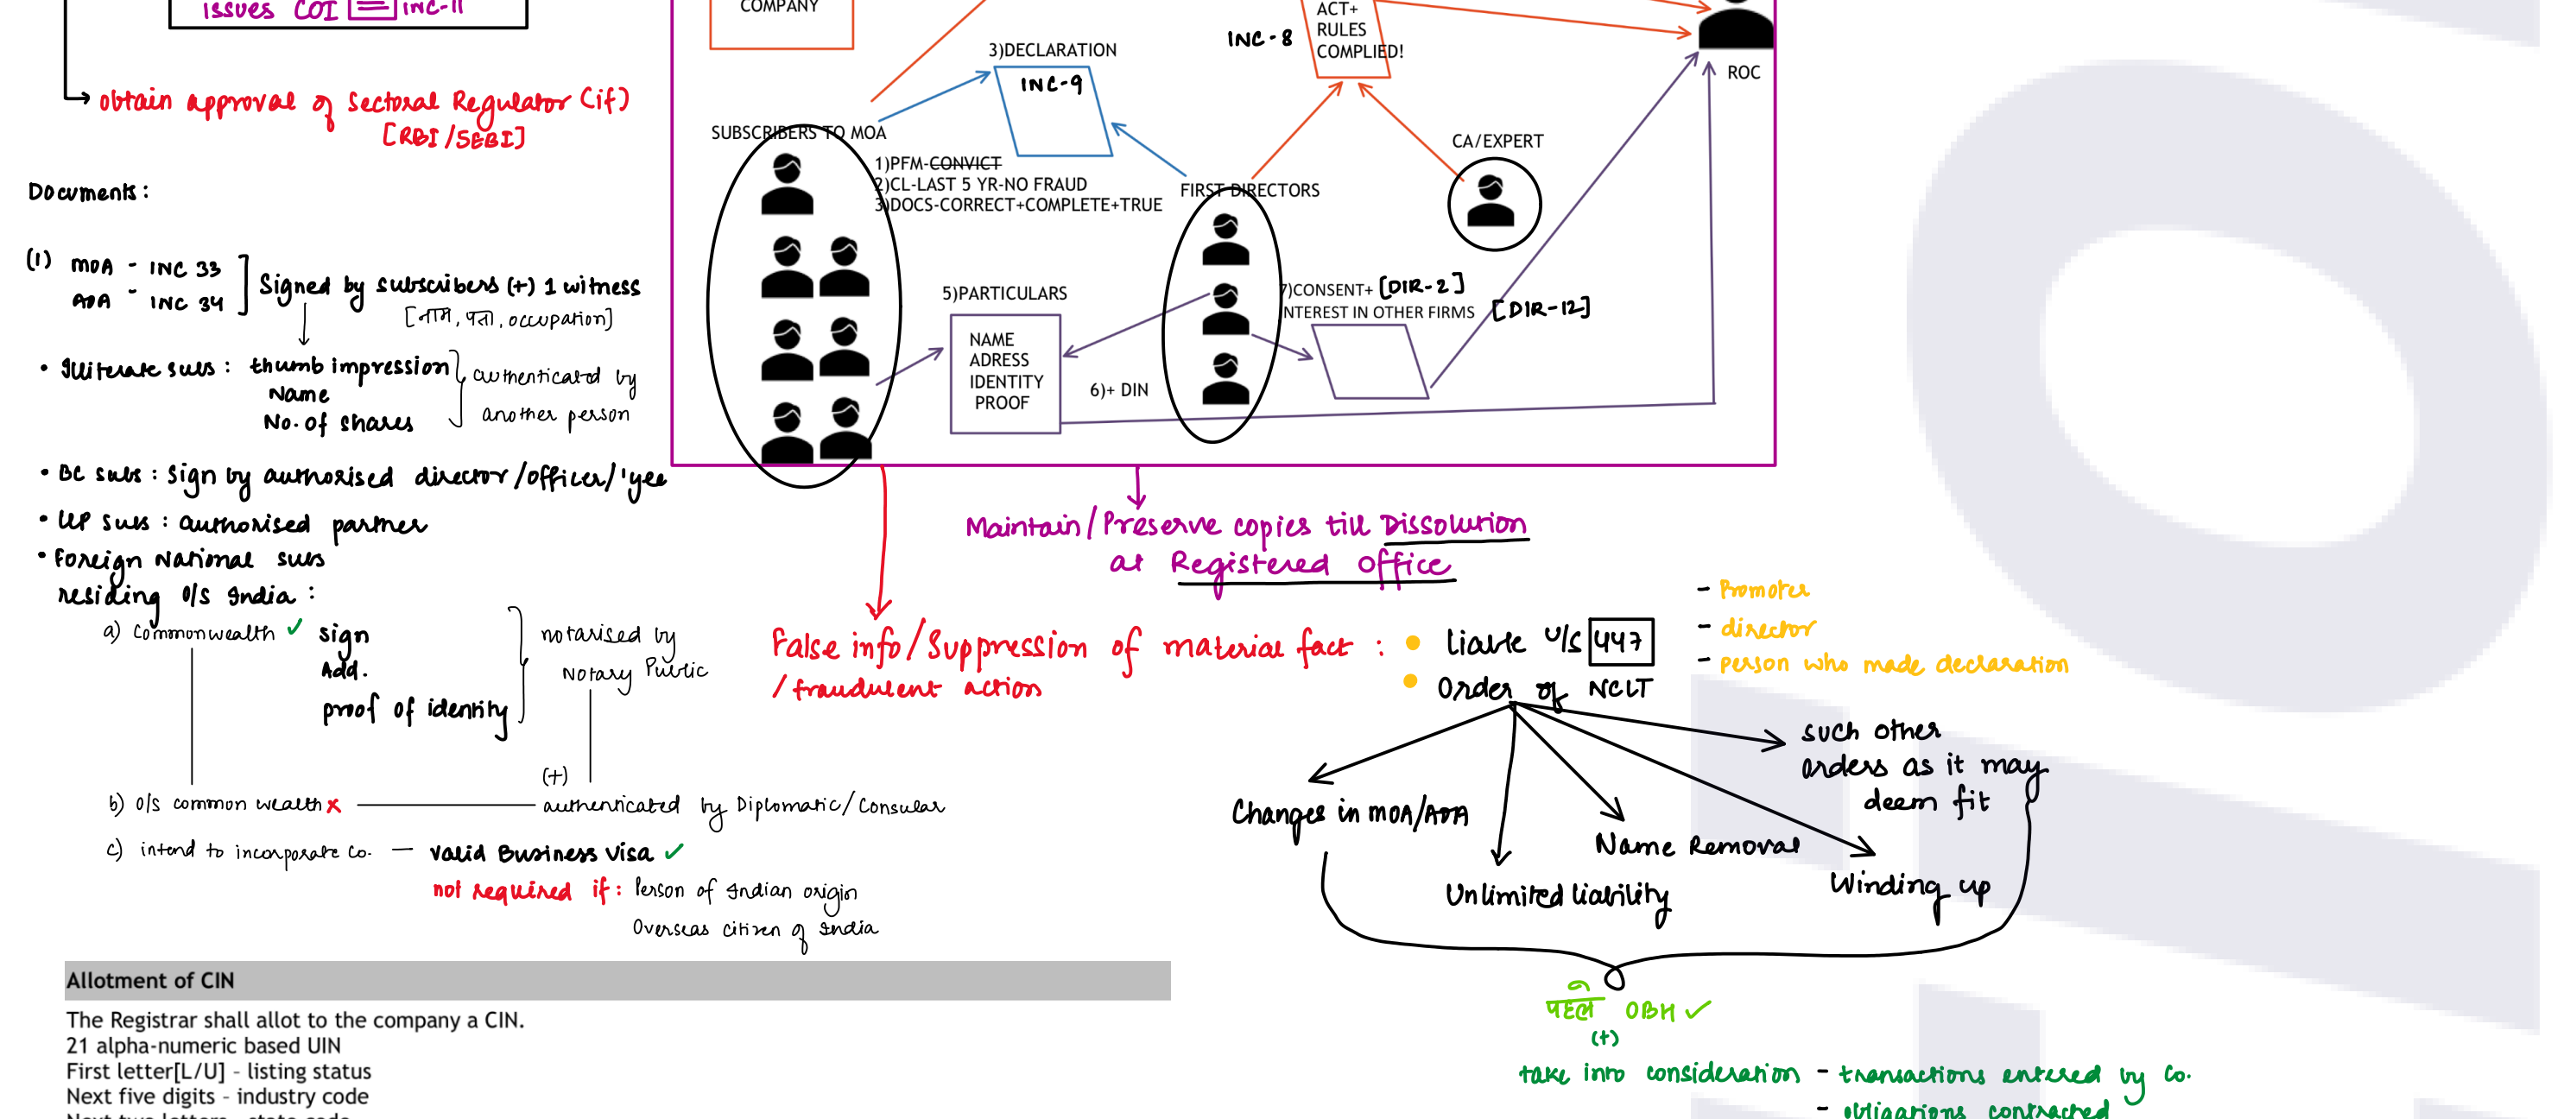 issues COI INC-11
obtain approval of Sectoral Regulator (if)
[RBI/SEBI]
Documents:
(1) MOA - INC 33
AOA - INC 34
Signed by subscribers (+) 1 witness
[नाम, पता, occupation]
• Illiterate subs: thumb impression
Name
No. of shares
authenticated by
another person
• BC subs: sign by authorised director/officer/'yee
• LLP subs: authorised partner
• Foreign National subs
residing o/s India:
a) Commonwealth ✓ sign
Add.
proof of identity
notarised by
Notary Public
(+)
b) o/s common wealth x authenticated by Diplomatic/Consular
c) intend to incorporate co. — Valid Business Visa ✓
not required if: Person of Indian origin
Overseas citizen of India
COMPANY
3)DECLARATION
INC-9
INC-8
ACT+
RULES
COMPLIED!
ROC
SUBSCRIBERS TO MOA
1)PFM-CONVICT
2)CL-LAST 5 YR-NO FRAUD
3)DOCS-CORRECT+COMPLETE+TRUE
FIRST DIRECTORS
CA/EXPERT
5)PARTICULARS
NAME
ADRESS
IDENTITY
PROOF
6)+ DIN
7)CONSENT+ [DIR-2]
NTEREST IN OTHER FIRMS [DIR-12]
Maintain/Preserve copies till Dissolution
at Registered Office
False info/Suppression of material fact :
/fraudulent action
• liable u/s 447
• Order of NCLT
- Promoter
- director
- person who made declaration
Changes in MOA/AOA
Unlimited liability
Name Removal
Winding up
such other
orders as it may
deem fit
पहले OBH ✓
(+)
take into consideration - transactions entered by Co.
- obligations contracted
Allotment of CIN
The Registrar shall allot to the company a CIN.
21 alpha-numeric based UIN
First letter[L/U] - listing status
Next five digits - industry code
Next two letters - state code